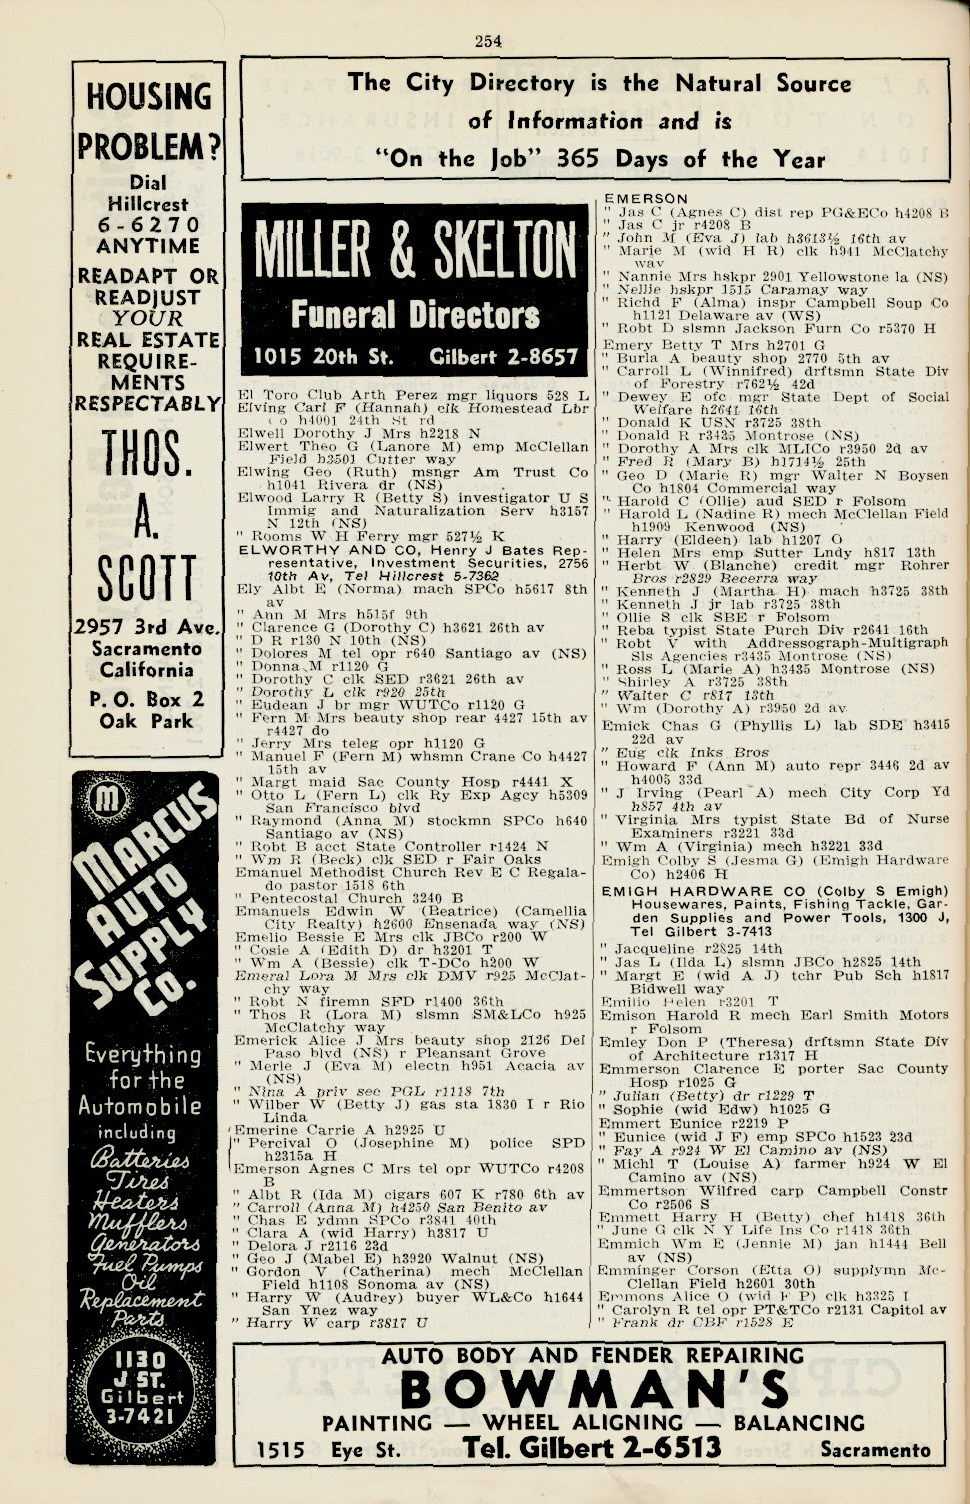 254
HOUSING
PROBLEM?
Dial
Hillcrest
6-6270
ANYTIME
READAPT OR
READJUST
YOUR
REAL ESTATE
REQUIRE-
MENTS
RESPECTABLY
THOS.
A.
SCOTT
2957 3rd Ave.
Sacramento
California
P. O. Box 2
Oak Park
M
MARCUS
AUTO
SUPPLY
Co.
Everything
for the
Automobile
including
Batteries
Tires
Heaters
Mufflers
Generators
Fuel Pumps
Oil
Replacement
Parts
1130
J ST.
Gilbert
3-7421
The City Directory is the Natural Source
of Information and is
"On the Job" 365 Days of the Year
MILLER & SKELTON
Funeral Directors
1015 20th St. Gilbert 2-8657
El Toro Club Arth Perez mgr liquors 528 L
Elving Carl F (Hannah) clk Homestead Lbr
Co h4001 24th St rd
Elwell Dorothy J Mrs h2218 N
Elwert Theo G (Lanore M) emp McClellan
Field h3501 Cutter way
Elwing Geo (Ruth) msngr Am Trust Co
h1041 Rivera dr (NS)
Elwood Larry R (Betty S) investigator U S
Immig and Naturalization Serv h3157
N 12th (NS)
" Rooms W H Ferry mgr 527½ K
ELWORTHY AND CO, Henry J Bates Rep-
resentative, Investment Securities, 2756
10th Av, Tel Hillcrest 5-7362
Ely Albt E (Norma) mach SPCo h5617 8th
av
" Ann M Mrs h515f 9th
" Clarence G (Dorothy C) h3621 26th av
" D R r130 N 10th (NS)
" Dolores M tel opr r640 Santiago av (NS)
" Donna M r1120 G
" Dorothy C clk SED r3621 26th av
" Dorothy L clk r920 25th
" Eudean J br mgr WUTCo r1120 G
" Fern M Mrs beauty shop rear 4427 15th av
r4427 do
" Jerry Mrs teleg opr h1120 G
" Manuel F (Fern M) whsmn Crane Co h4427
15th av
" Margt maid Sac County Hosp r4441 X
" Otto L (Fern L) clk Ry Exp Agcy h5309
San Francisco blvd
" Raymond (Anna M) stockmn SPCo h640
Santiago av (NS)
" Robt B acct State Controller r1424 N
" Wm R (Beck) clk SED r Fair Oaks
Emanuel Methodist Church Rev E C Regala-
do pastor 1518 6th
" Pentecostal Church 3240 B
Emanuels Edwin W (Beatrice) (Camellia
City Realty) h2600 Ensenada way (NS)
Emelio Bessie E Mrs clk JBCo r200 W
" Cosie A (Edith D) dr h3201 T
" Wm A (Bessie) clk T-DCo h200 W
Emeral Lora M Mrs clk DMV r925 McClat-
chy way
" Robt N firemn SFD r1400 36th
" Thos R (Lora M) slsmn SM&LCo h925
McClatchy way
Emerick Alice J Mrs beauty shop 2126 Del
Paso blvd (NS) r Pleasant Grove
" Merle J (Eva M) electn h951 Acacia av
(NS)
" Nina A priv sec PGL r1118 7th
" Wilber W (Betty J) gas sta 1830 I r Rio
Linda
Emerine Carrie A h2925 U
" Percival O (Josephine M) police SPD
h2315a H
Emerson Agnes C Mrs tel opr WUTCo r4208
B
" Albt R (Ida M) cigars 607 K r780 6th av
" Carroll (Anna M) h4250 San Benito av
" Chas E ydmn SPCo r3841 40th
" Clara A (wid Harry) h3817 U
" Delora J r2116 23d
" Geo J (Mabel E) h3920 Walnut (NS)
" Gordon V (Catherina) mech McClellan
Field h1108 Sonoma av (NS)
" Harry W (Audrey) buyer WL&Co h1644
San Ynez way
" Harry W carp r3817 U
EMERSON
" Jas C (Agnes C) dist rep PG&ECo h4208 B
" Jas C jr r4208 B
" John M (Eva J) lab h3613½ 16th av
" Marie M (wid H R) clk h941 McClatchy
way
" Nannie Mrs hskpr 2901 Yellowstone la (NS)
" Nellie hskpr 1515 Caramay way
" Richd F (Alma) inspr Campbell Soup Co
h1121 Delaware av (WS)
" Robt D slsmn Jackson Furn Co r5370 H
Emery Betty T Mrs h2701 G
" Burla A beauty shop 2770 5th av
" Carroll L (Winnifred) drftsmn State Div
of Forestry r762½ 42d
" Dewey E ofc mgr State Dept of Social
Welfare h2641 16th
" Donald K USN r3725 38th
" Donald R r3435 Montrose (NS)
" Dorothy A Mrs clk MLICo r3950 2d av
" Fred R (Mary B) h1714½ 25th
" Geo D (Marie R) mgr Walter N Boysen
Co h1804 Commercial way
" Harold C (Ollie) aud SED r Folsom
" Harold L (Nadine R) mech McClellan Field
h1909 Kenwood (NS)
" Harry (Eldeen) lab h1207 O
" Helen Mrs emp Sutter Lndy h817 13th
" Herbt W (Blanche) credit mgr Rohrer
Bros r2829 Becerra way
" Kenneth J (Martha H) mach h3725 38th
" Kenneth J jr lab r3725 38th
" Ollie S clk SBE r Folsom
" Reba typist State Purch Div r2641 16th
" Robt V with Addressograph-Multigraph
Sls Agencies r3435 Montrose (NS)
" Ross L (Marie A) h3435 Montrose (NS)
" Shirley A r3725 38th
" Walter C r817 13th
" Wm (Dorothy A) r3950 2d av
Emick Chas G (Phyllis L) lab SDE h3415
22d av
" Eug clk Inks Bros
" Howard F (Ann M) auto repr 3446 2d av
h4005 33d
" J Irving (Pearl A) mech City Corp Yd
h857 4th av
" Virginia Mrs typist State Bd of Nurse
Examiners r3221 33d
" Wm A (Virginia) mech h3221 33d
Emigh Colby S (Jesma G) (Emigh Hardware
Co) h2406 H
EMIGH HARDWARE CO (Colby S Emigh)
Housewares, Paints, Fishing Tackle, Gar-
den Supplies and Power Tools, 1300 J,
Tel Gilbert 3-7413
" Jacqueline r2825 14th
" Jas L (Ilda L) slsmn JBCo h2825 14th
" Margt E (wid A J) tchr Pub Sch h1817
Bidwell way
Emilio Helen r3201 T
Emison Harold R mech Earl Smith Motors
r Folsom
Emley Don P (Theresa) drftsmn State Div
of Architecture r1317 H
Emmerson Clarence E porter Sac County
Hosp r1025 G
" Julian (Betty) dr r1229 T
" Sophie (wid Edw) h1025 G
Emmert Eunice r2219 P
" Eunice (wid J F) emp SPCo h1523 23d
" Fay A r924 W El Camino av (NS)
" Michl T (Louise A) farmer h924 W El
Camino av (NS)
Emmertson Wilfred carp Campbell Constr
Co r2506 S
Emmett Harry H (Betty) chef h1418 36th
" June G clk N Y Life Ins Co r1418 36th
Emmich Wm E (Jennie M) jan h1444 Bell
av (NS)
Emminger Corson (Etta O) supplymn Mc-
Clellan Field h2601 30th
Emmons Alice O (wid F P) clk h3325 I
" Carolyn R tel opr PT&TCo r2131 Capitol av
" Frank dr CBF r1528 E
AUTO BODY AND FENDER REPAIRING
BOWMAN'S
PAINTING — WHEEL ALIGNING — BALANCING
1515 Eye St. Tel. Gilbert 2-6513 Sacramento